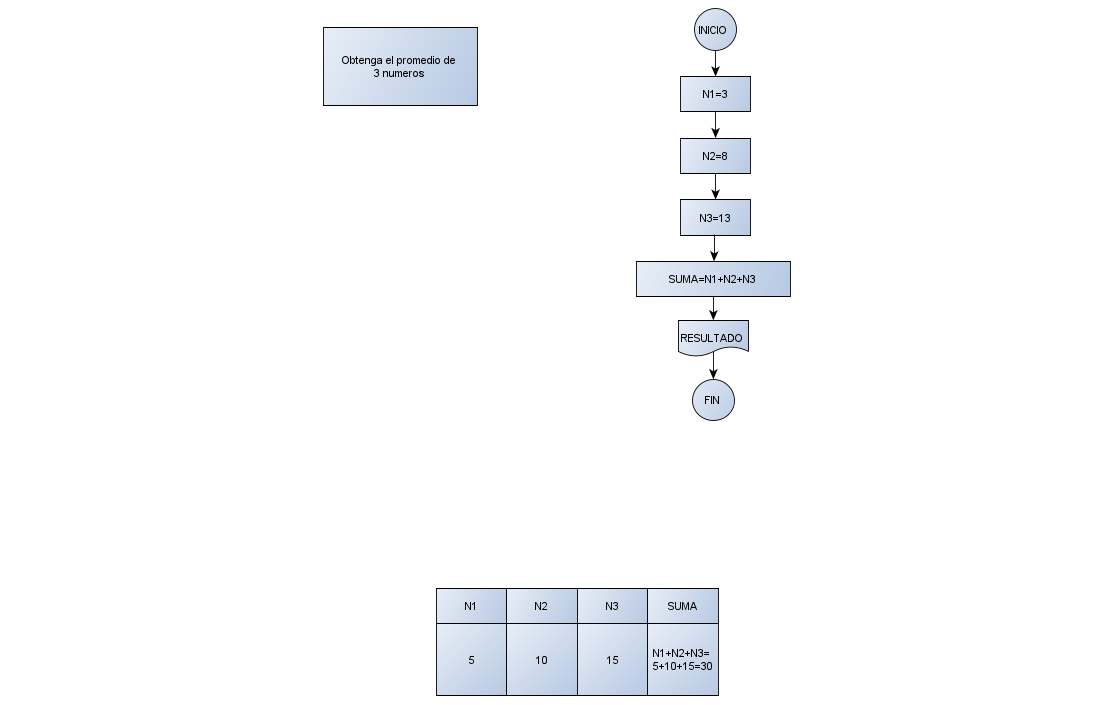 Obtenga el promedio de
3 numeros
INICIO
N1=3
N2=8
N3=13
SUMA=N1+N2+N3
RESULTADO
FIN
N1 N2 N3 SUMA
5 10 15 N1+N2+N3=
5+10+15=30